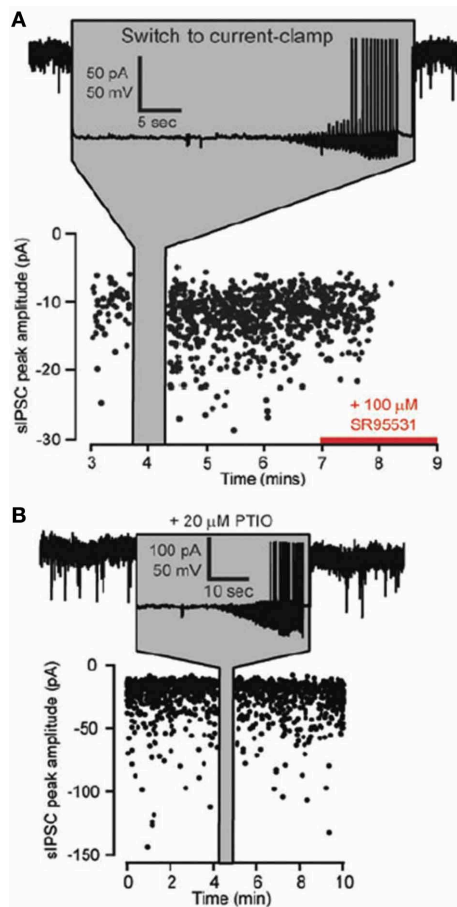 A
Switch to current-clamp
50 pA
50 mV
5 sec
sIPSC peak amplitude (pA)
0
-10
-20
-30
+ 100 µM
SR95531
3 4 5 6 7 8 9
Time (mins)
B
+ 20 µM PTIO
100 pA
50 mV
10 sec
sIPSC peak amplitude (pA)
0
-50
-100
-150
0 2 4 6 8 10
Time (min)